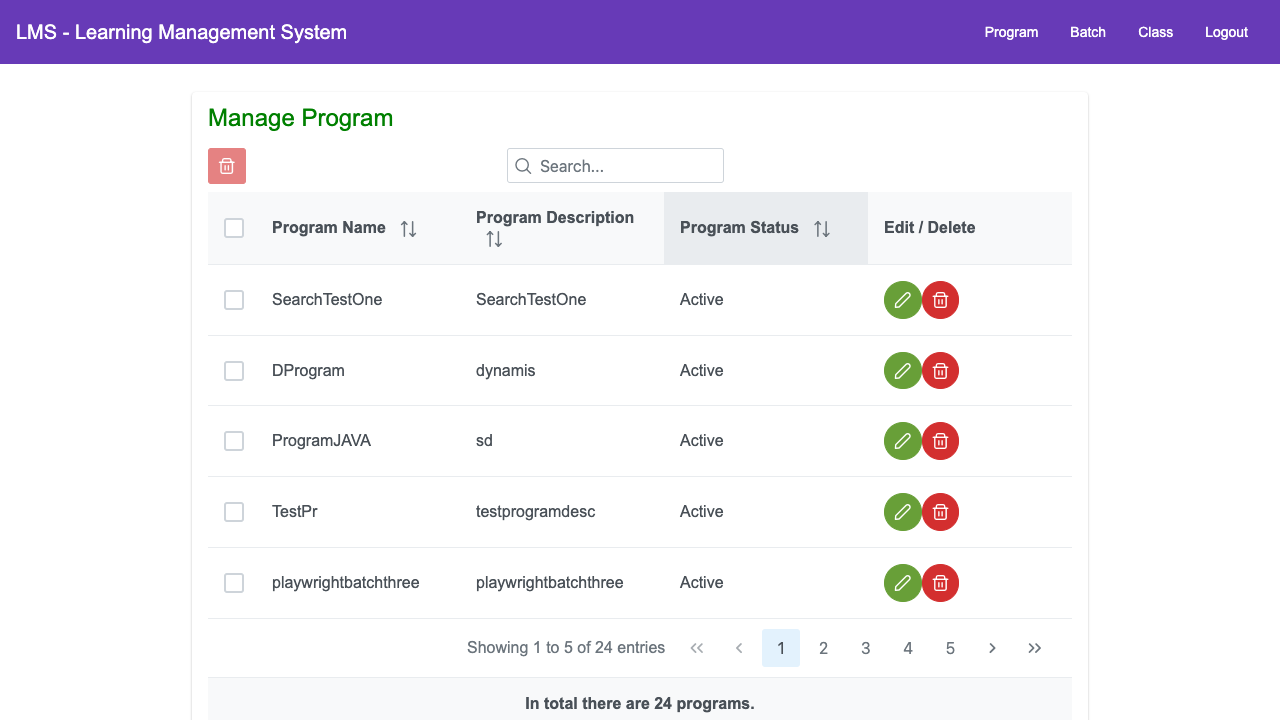 LMS - Learning Management System
Program Batch Class Logout
Manage Program
Search...
Program Name Program Description Program Status Edit / Delete
SearchTestOne SearchTestOne Active
DProgram dynamis Active
ProgramJAVA sd Active
TestPr testprogramdesc Active
playwrightbatchthree playwrightbatchthree Active
Showing 1 to 5 of 24 entries 1 2 3 4 5
In total there are 24 programs.